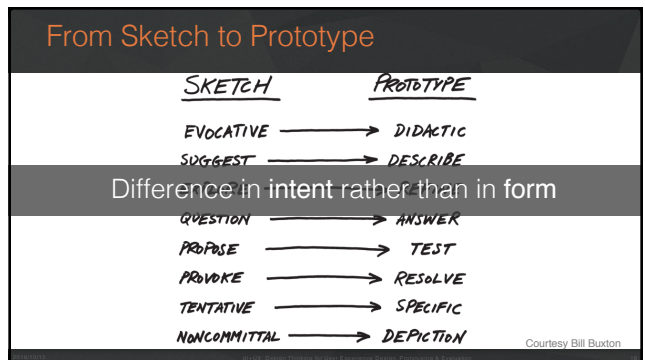 From Sketch to Prototype
SKETCH PROTOTYPE
EVOCATIVE DIDACTIC
SUGGEST DESCRIBE
Difference in intent rather than in form
QUESTION ANSWER
PROPOSE TEST
PROVOKE RESOLVE
TENTATIVE SPECIFIC
NONCOMMITTAL DEPICTION
Courtesy Bill Buxton